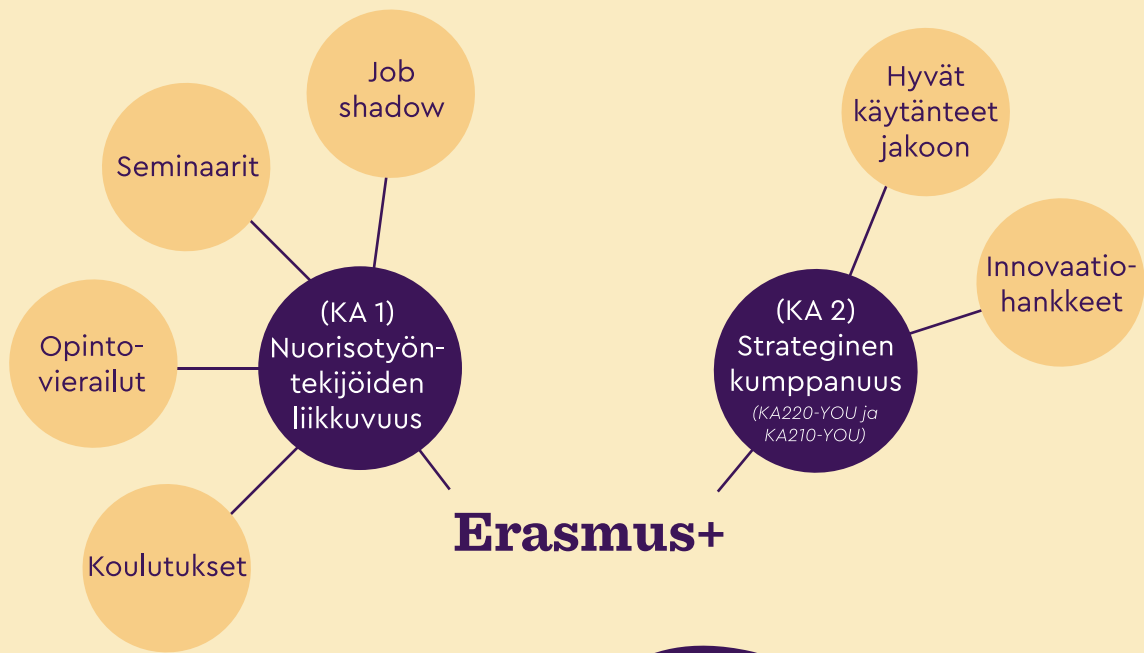 Job
shadow
Seminaarit
Opinto-
vierailut
Koulutukset
(KA 1)
Nuorisotyön-
tekijöiden
liikkuvuus
Hyvät
käytänteet
jakoon
Innovaatio-
hankkeet
(KA 2)
Strateginen
kumppanuus
(KA220-YOU ja
KA210-YOU)
Erasmus+